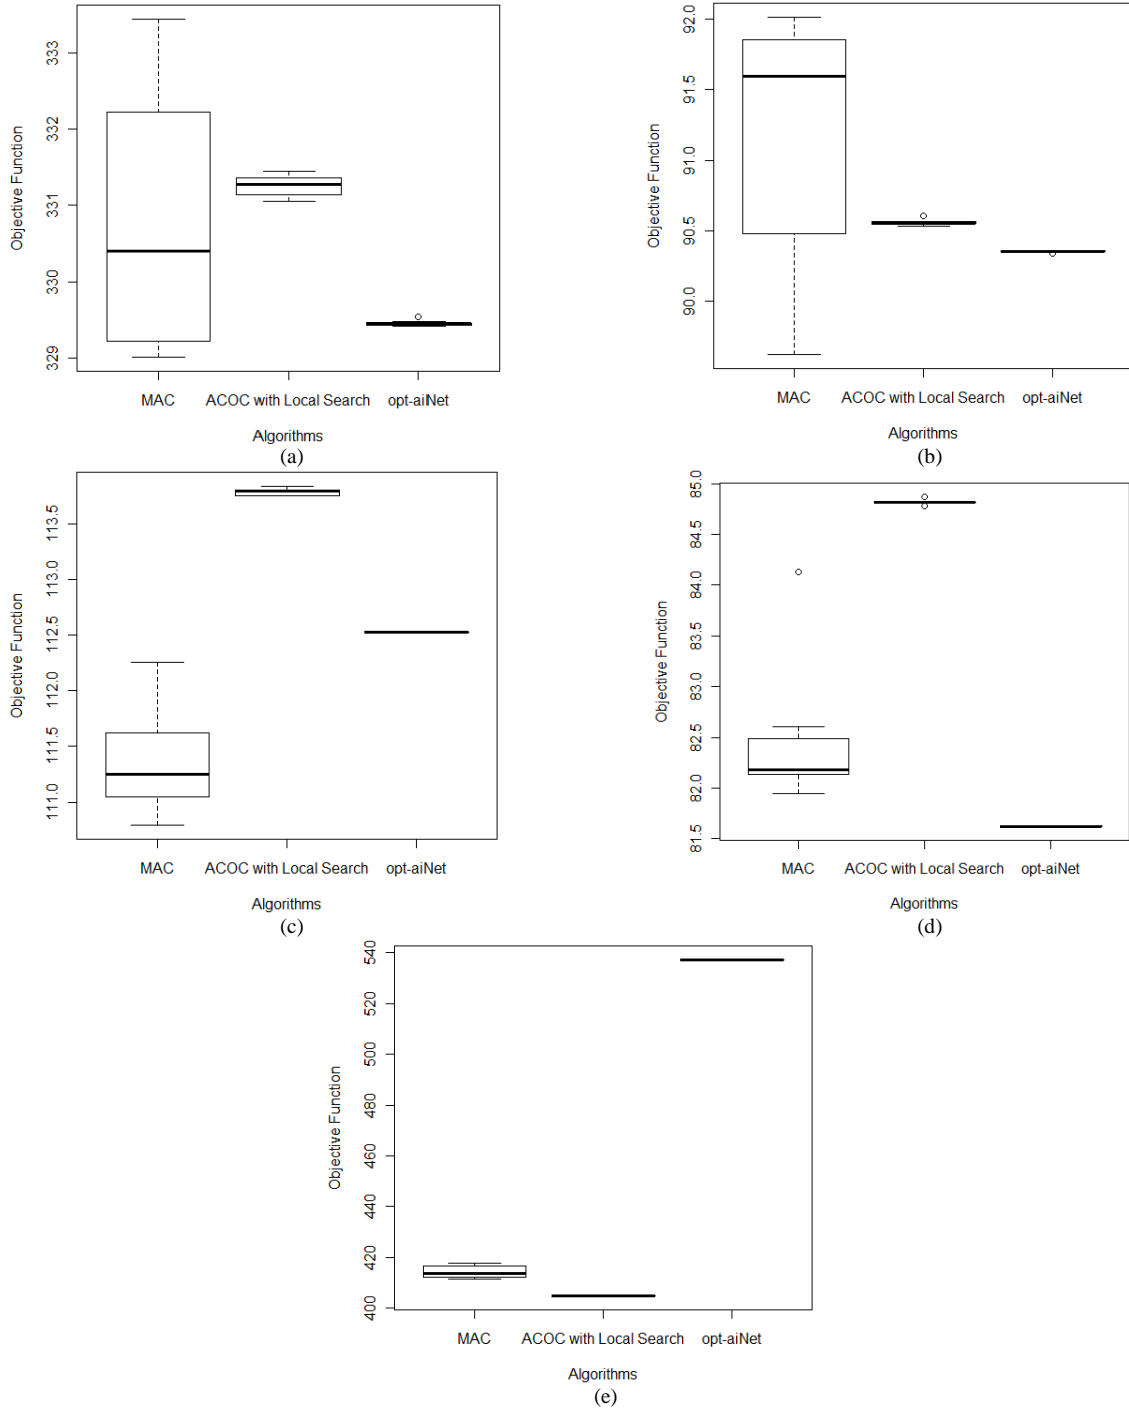 Objective Function
333
332
331
330
329
MAC
ACOC with Local Search
opt-aiNet
Algorithms
(a)
Objective Function
92.0
91.5
91.0
90.5
90.0
MAC
ACOC with Local Search
opt-aiNet
Algorithms
(b)
Objective Function
113.5
113.0
112.5
112.0
111.5
111.0
MAC
ACOC with Local Search
opt-aiNet
Algorithms
(c)
Objective Function
85.0
84.5
84.0
83.5
83.0
82.5
82.0
81.5
MAC
ACOC with Local Search
opt-aiNet
Algorithms
(d)
Objective Function
540
520
500
480
460
440
420
400
MAC
ACOC with Local Search
opt-aiNet
Algorithms
(e)